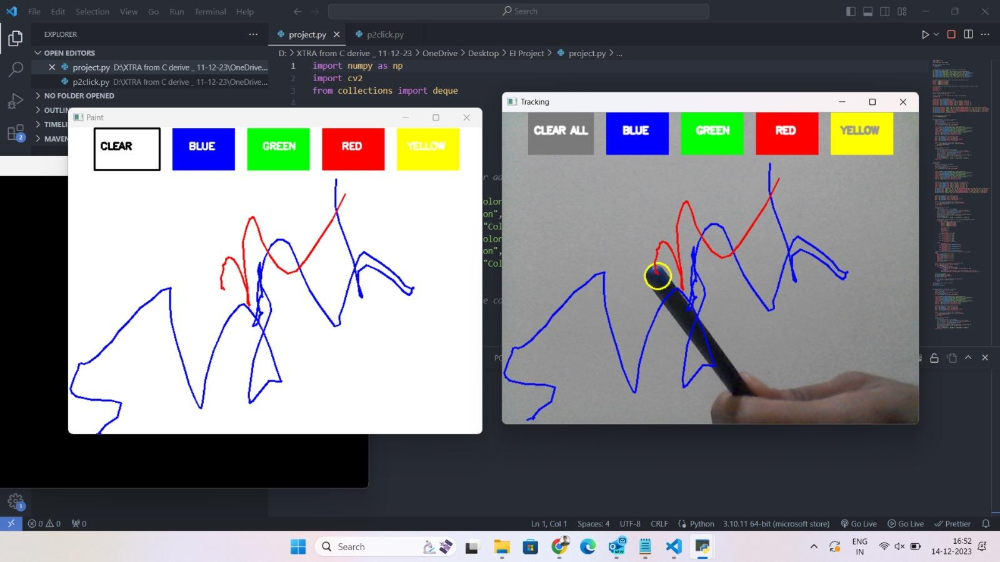 File Edit Selection View Go Run Terminal Help
Search
EXPLORER
project.py
p2click.py
OPEN EDITORS
D: > XTRA from C derive _ 11-12-23 > OneDrive > Desktop > EI Project > project.py > ...
project.py D:\XTRA from C derive _ 11-12-23\OneDrive...
1 import numpy as np
p2click.py D:\XTRA from C derive _ 11-12-23\OneDrive...
2 import cv2
NO FOLDER OPENED
3 from collections import deque
4
OUTLIN
TIMELI
MAVEN
2
Paint
CLEAR
BLUE
GREEN
RED
YELLOW
Tracking
CLEAR ALL
BLUE
GREEN
RED
YELLOW
r ad
olor
on",
"Col
olor
on",
"Col
e co
PO
1
0 0 0
Ln 1, Col 1 Spaces: 4 UTF-8 CRLF Python 3.10.11 64-bit (microsoft store) Go Live Go Live Prettier
Search
NEW
ENG
IN
16:52
14-12-2023